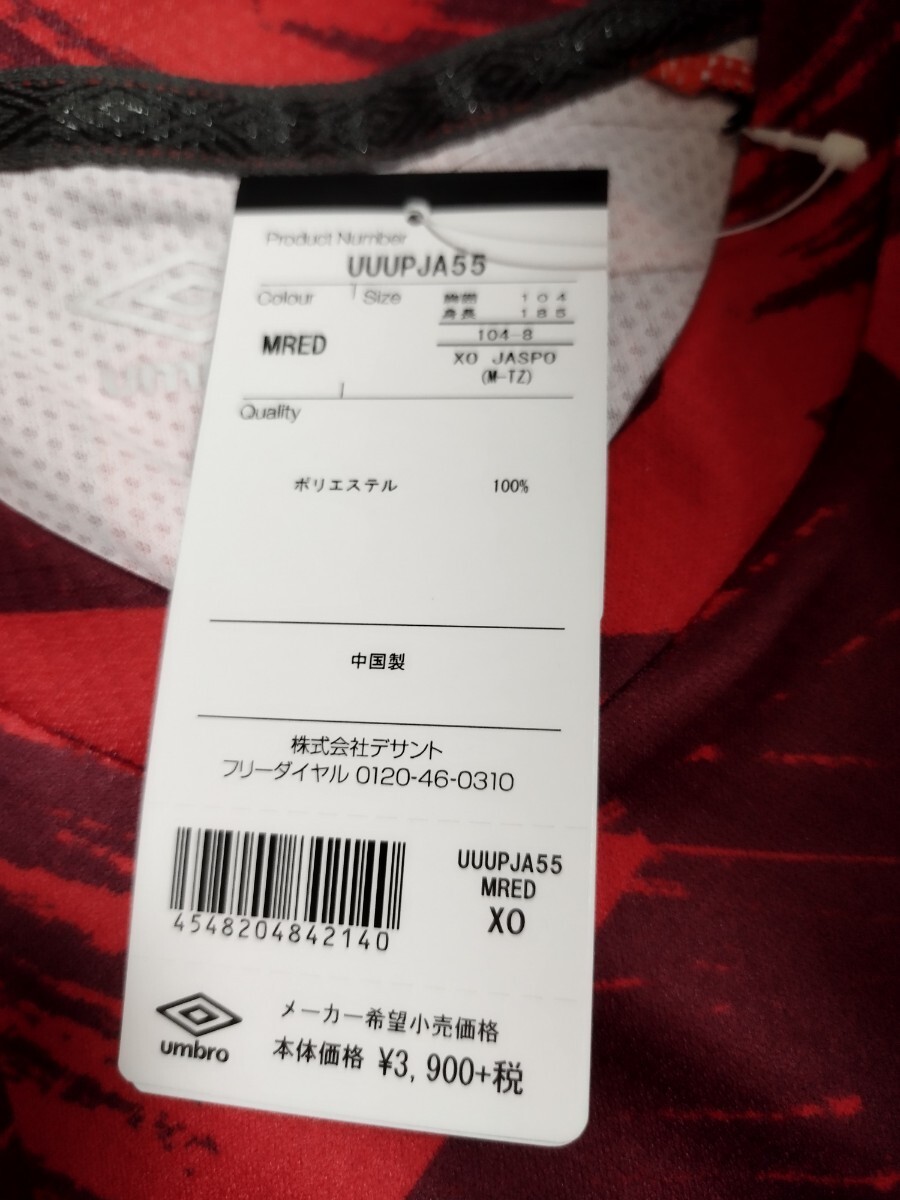 Product Number
UUUPJA55
Colour
Size
胸囲 104
身長 185
MRED
104-8
XO JASPO
(M-TZ)
Quality
ポリエステル 100%
中国製
株式会社デサント
フリーダイヤル 0120-46-0310
UUUPJA55
MRED
XO
4548204842140
umbro
メーカー希望小売価格
本体価格 ¥3,900+税